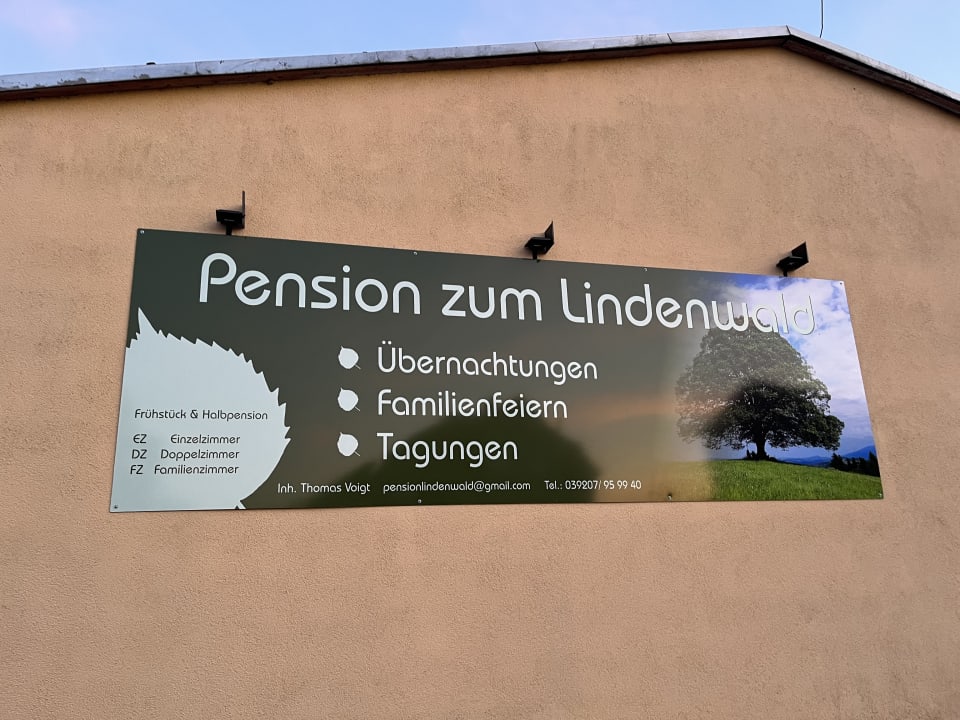 Pension zum Lindenwald
Übernachtungen
Familienfeiern
Tagungen
Frühstück & Halbpension
EZ Einzelzimmer
DZ Doppelzimmer
FZ Familienzimmer
Inh. Thomas Voigt pensionlindenwald@gmail.com Tel.: 039207/ 95 99 40